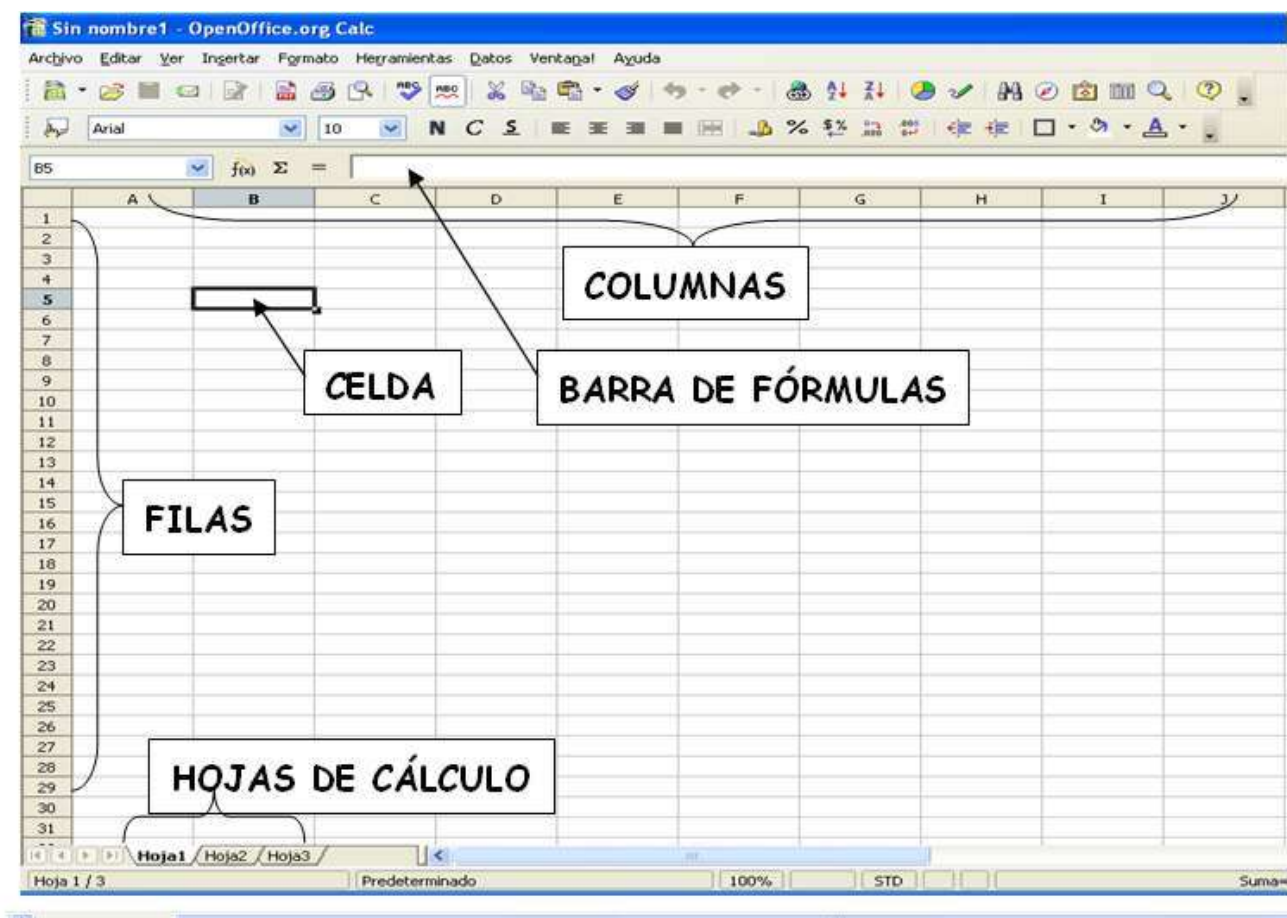 Sin nombre1 - OpenOffice.org Calc
Archivo Editar Ver Insertar Formato Herramientas Datos Ventana! Ayuda
Arial 10 N C S
B5 f(x) Σ =
A B C D E F G H I J
1
2
3
COLUMNAS
4
5
6
7
8
CELDA BARRA DE FÓRMULAS
9
10
11
12
13
14
15
FILAS
16
17
18
19
20
21
22
23
24
25
26
27
HOJAS DE CÁLCULO
28
29
30
31
Hoja1 Hoja2 Hoja3
Hoja 1 / 3 Predeterminado 100% STD Suma=